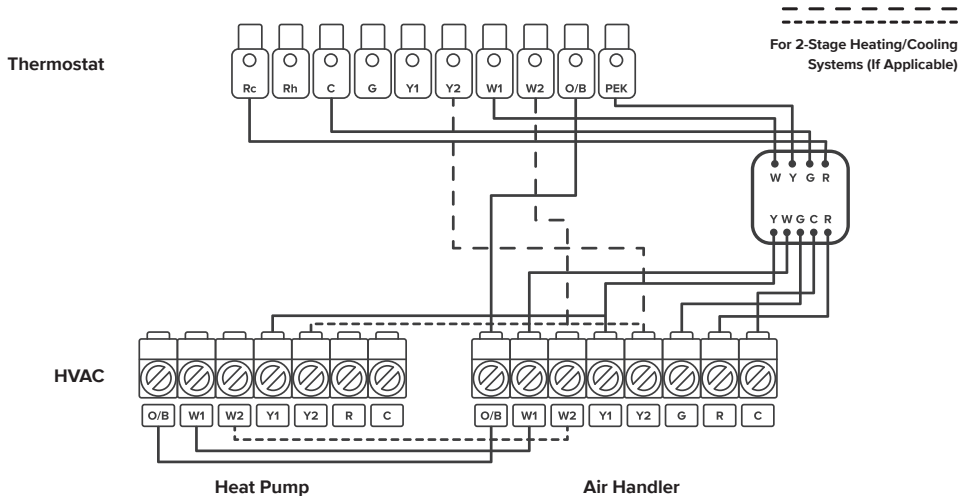 For 2-Stage Heating/Cooling
Systems (If Applicable)
Thermostat
Rc Rh C G Y1 Y2 W1 W2 O/B PEK
W Y G R
Y W G C R
HVAC
O/B W1 W2 Y1 Y2 R C
O/B W1 W2 Y1 Y2 G R C
Heat Pump
Air Handler